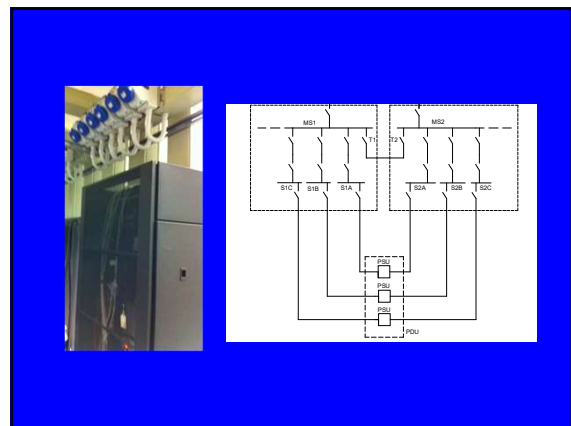 MS1 MS2
T1 T2
S1C S1B S1A S2A S2B S2C
PSU
PSU
PSU
PDU